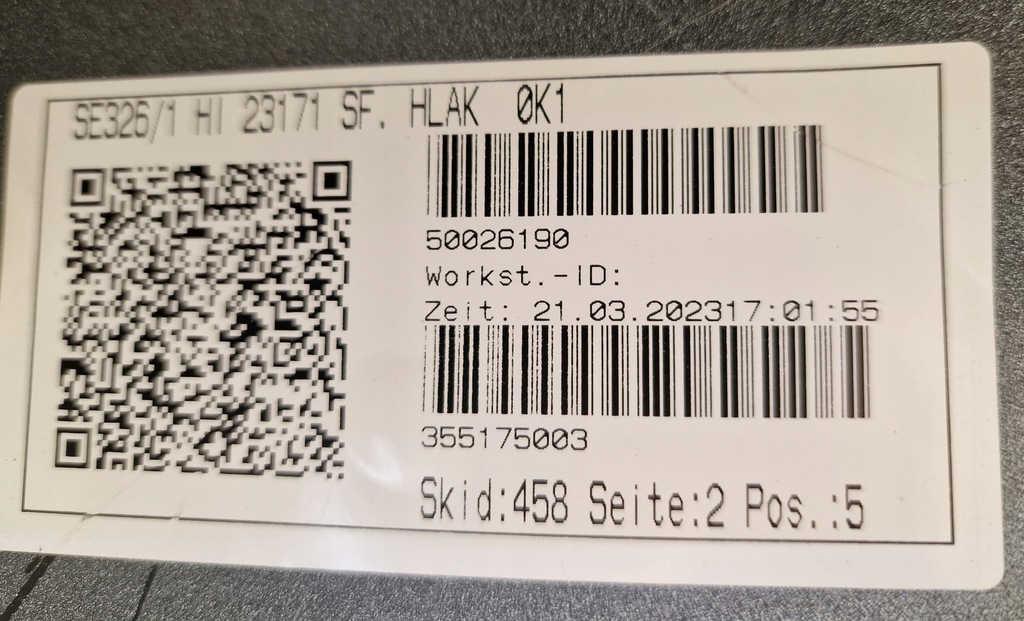 SE326/1 HI 23171 SF. HLAK 0K1
50026190
Workst.-ID:
Zeit: 21.03.202317:01:55
355175003
Skid:458 Seite:2 Pos.:5